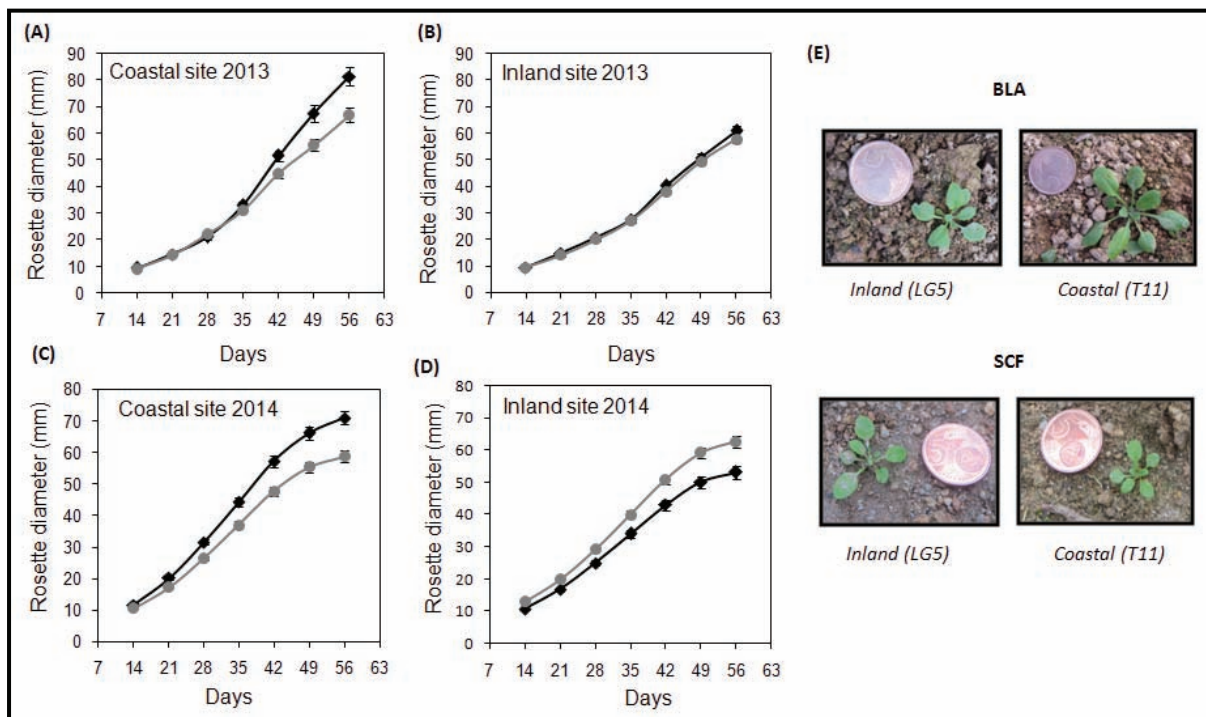 (A)
Coastal site 2013
Rosette diameter (mm)
90
80
70
60
50
40
30
20
10
0
7 14 21 28 35 42 49 56 63
Days
(B)
Inland site 2013
Rosette diameter (mm)
90
80
70
60
50
40
30
20
10
0
7 14 21 28 35 42 49 56 63
Days
(C)
Coastal site 2014
Rosette diameter (mm)
80
70
60
50
40
30
20
10
0
7 14 21 28 35 42 49 56 63
Days
(D)
Inland site 2014
Rosette diameter (mm)
80
70
60
50
40
30
20
10
0
7 14 21 28 35 42 49 56 63
Days
(E)
BLA
Inland (LG5) Coastal (T11)
SCF
Inland (LG5) Coastal (T11)